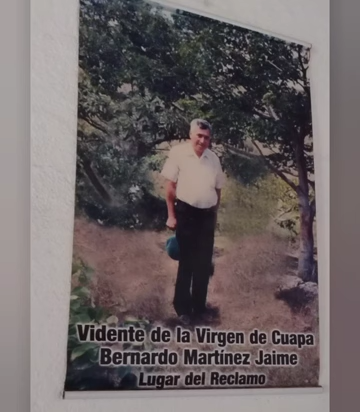 Vidente de la Virgen de Cuapa
Bernardo Martínez Jaime
Lugar del Reclamo